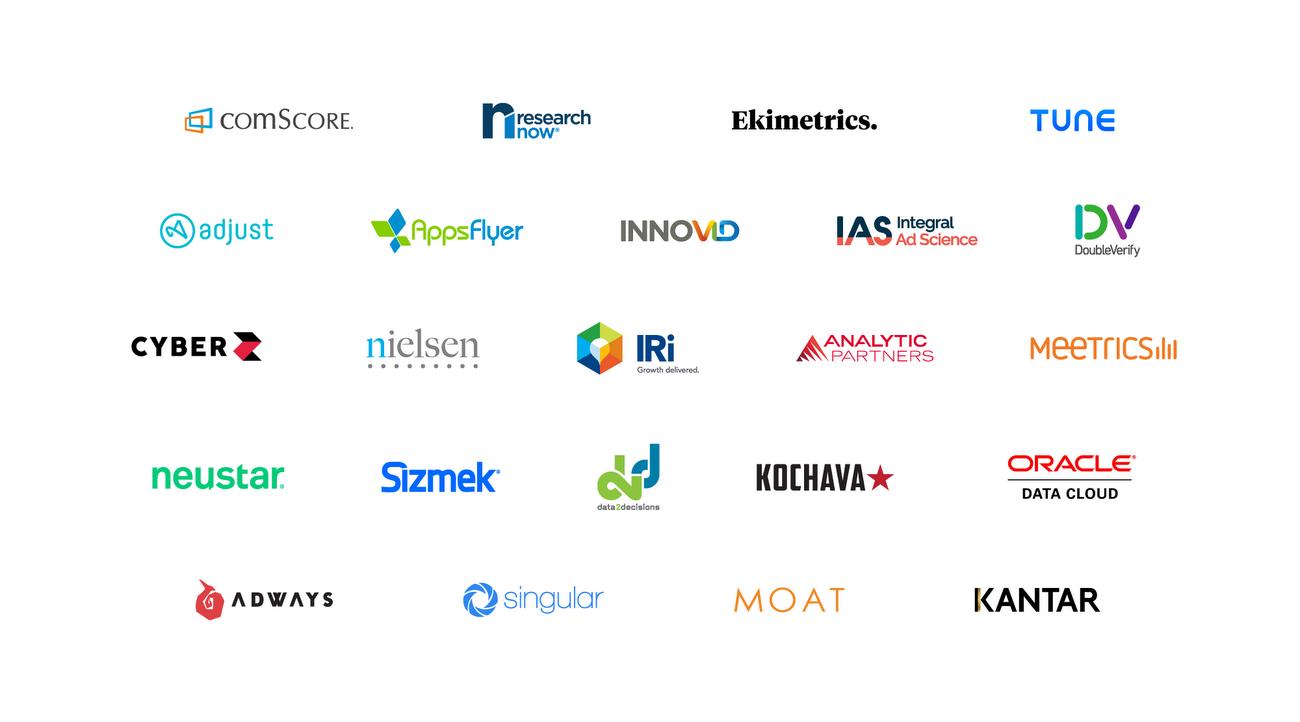 comScore.
research
now®
Ekimetrics.
TUNE
adjust
AppsFlyer
INNOVID
IAS Integral
Ad Science
DV
DoubleVerify
CYBER
nielsen
IRi
Growth delivered.
ANALYTIC
PARTNERS
MeeTRICS
neustar®
Sizmek®
d2d
data2decisions
KOCHAVA
ORACLE®
DATA CLOUD
ADWAYS
singular
MOAT
KANTAR